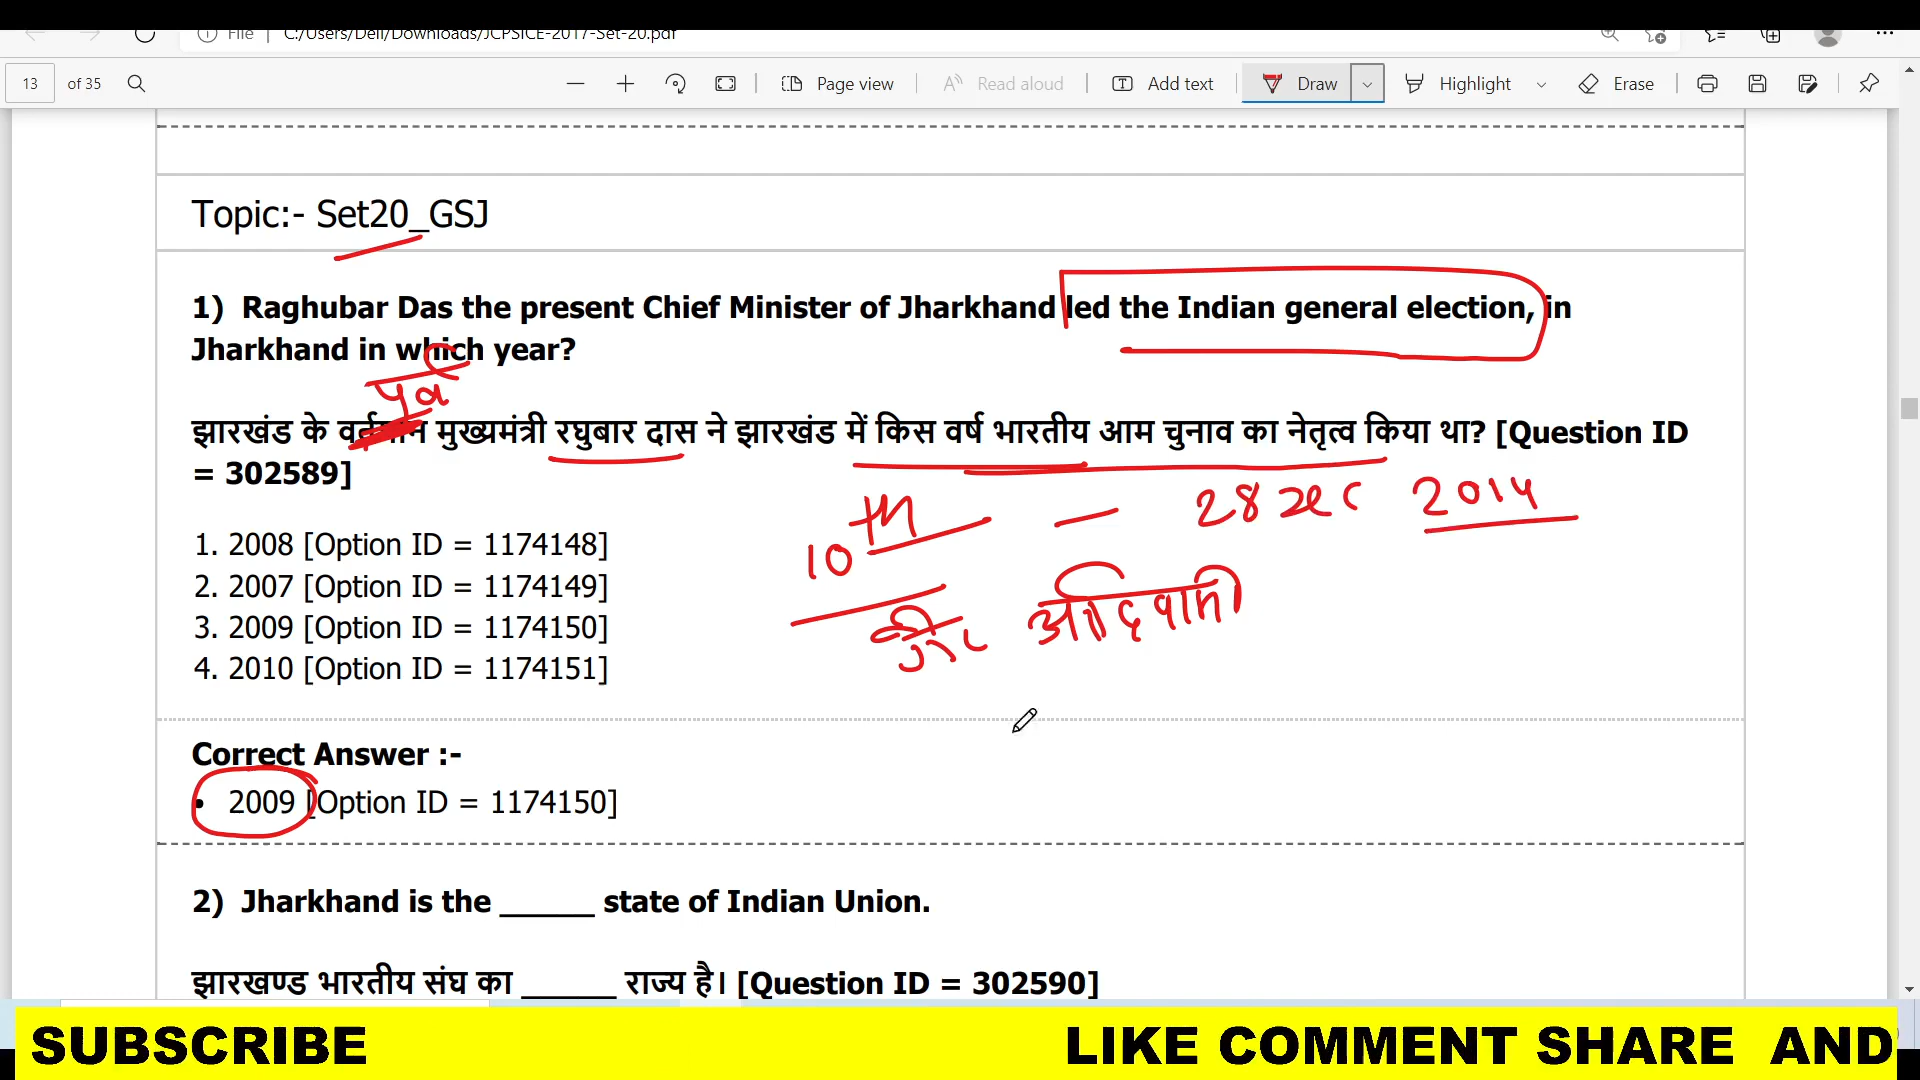 File | C:/Users/Dell/Downloads/JCPSICE-2017-Set-20.pdf
13 of 35 Page view Read aloud Add text Draw Highlight Erase
Topic:- Set20_GSJ
1) Raghubar Das the present Chief Minister of Jharkhand led the Indian general election, in
Jharkhand in which year?
पूर्व
झारखंड के वर्तमान मुख्यमंत्री रघुबार दास ने झारखंड में किस वर्ष भारतीय आम चुनाव का नेतृत्व किया था? [Question ID
= 302589]
10th - 28 Dec 2014
1. 2008 [Option ID = 1174148]
2. 2007 [Option ID = 1174149]
3. 2009 [Option ID = 1174150]
4. 2010 [Option ID = 1174151]
Correct Answer :-
• 2009 [Option ID = 1174150]
2) Jharkhand is the ______ state of Indian Union.
झारखण्ड भारतीय संघ का ______ राज्य है। [Question ID = 302590]
SUBSCRIBE LIKE COMMENT SHARE AND